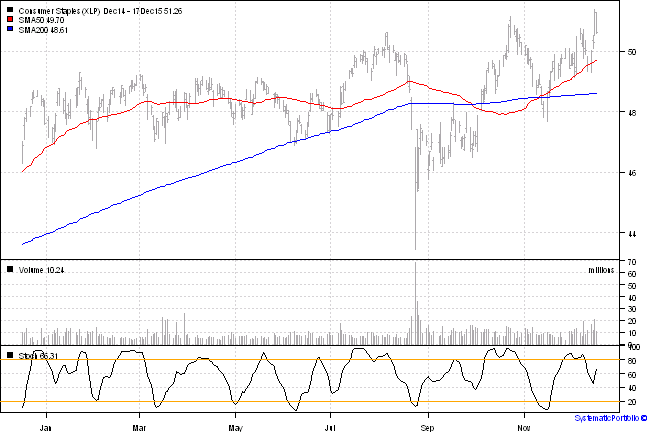 Consumer Staples (XLP) Dec14 - 17Dec15 51.26
SMA50 49.70
SMA200 48.61
50
48
46
44
Volume 10.24
millions
70
60
50
40
30
20
10
0
Stoch 66.31
100
80
60
40
20
Jan
Mar
May
Jul
Sep
Nov
SystematicPortfolio ©